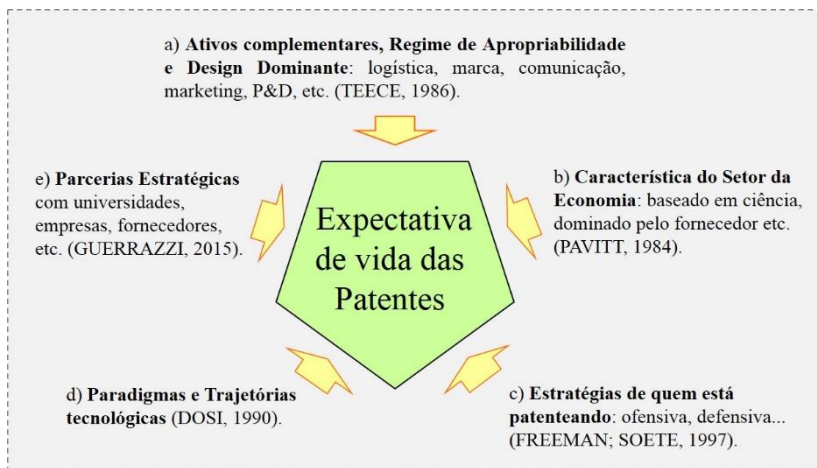 a) Ativos complementares, Regime de Apropriabilidade
e Design Dominante: logística, marca, comunicação,
marketing, P&D, etc. (TEECE, 1986).
e) Parcerias Estratégicas
com universidades,
empresas, fornecedores,
etc. (GUERRAZZI, 2015).
b) Característica do Setor da
Economia: baseado em ciência,
dominado pelo fornecedor etc.
(PAVITT, 1984).
Expectativa
de vida das
Patentes
d) Paradigmas e Trajetórias
tecnológicas (DOSI, 1990).
c) Estratégias de quem está
patenteando: ofensiva, defensiva...
(FREEMAN; SOETE, 1997).